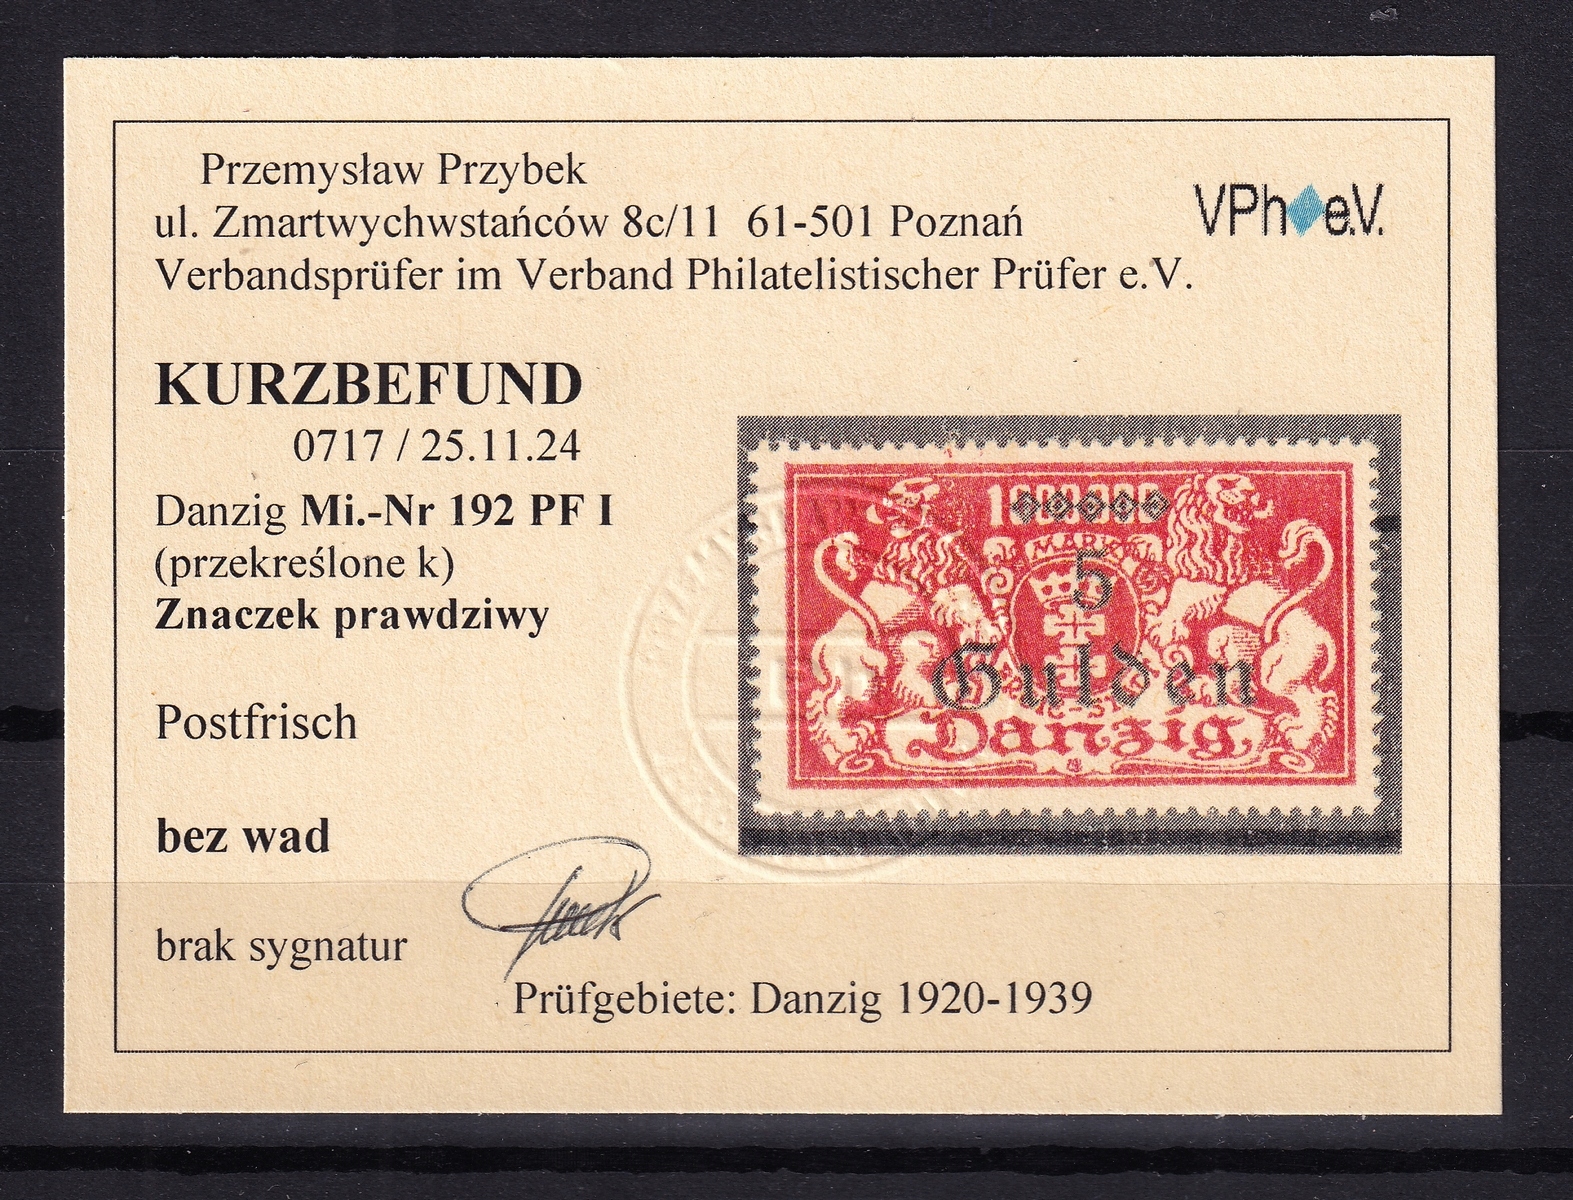 Przemysław Przybek
ul. Zmartwychwstańców 8c/11 61-501 Poznań
Verbandsprüfer im Verband Philatelistischer Prüfer e.V.
VPh e.V.
KURZBEFUND
0717 / 25.11.24
Danzig Mi.-Nr 192 PF I
(przekreślone k)
Znaczek prawdziwy
Postfrisch
bez wad
brak sygnatur
Prüfgebiete: Danzig 1920-1939
1000000
MARK
5
Gulden
Danzig